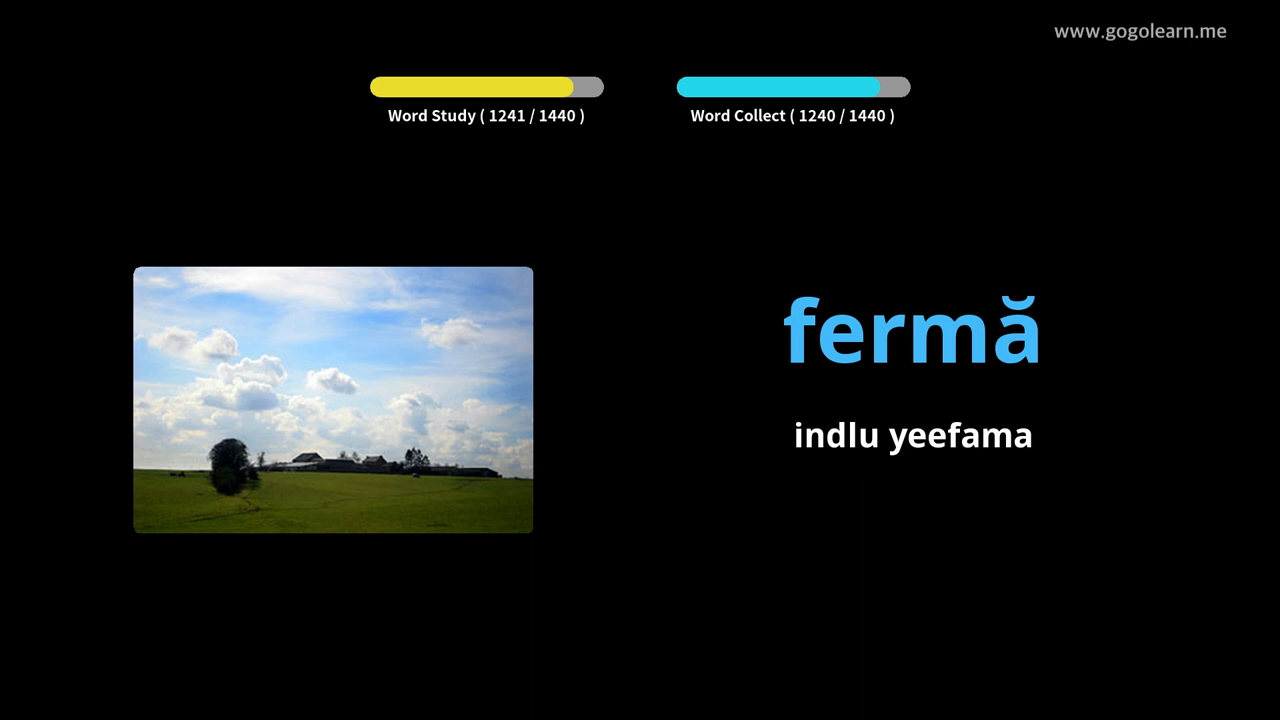 www.gogolearn.me
Word Study ( 1241 / 1440 )
Word Collect ( 1240 / 1440 )
fermă
indlu yeefama